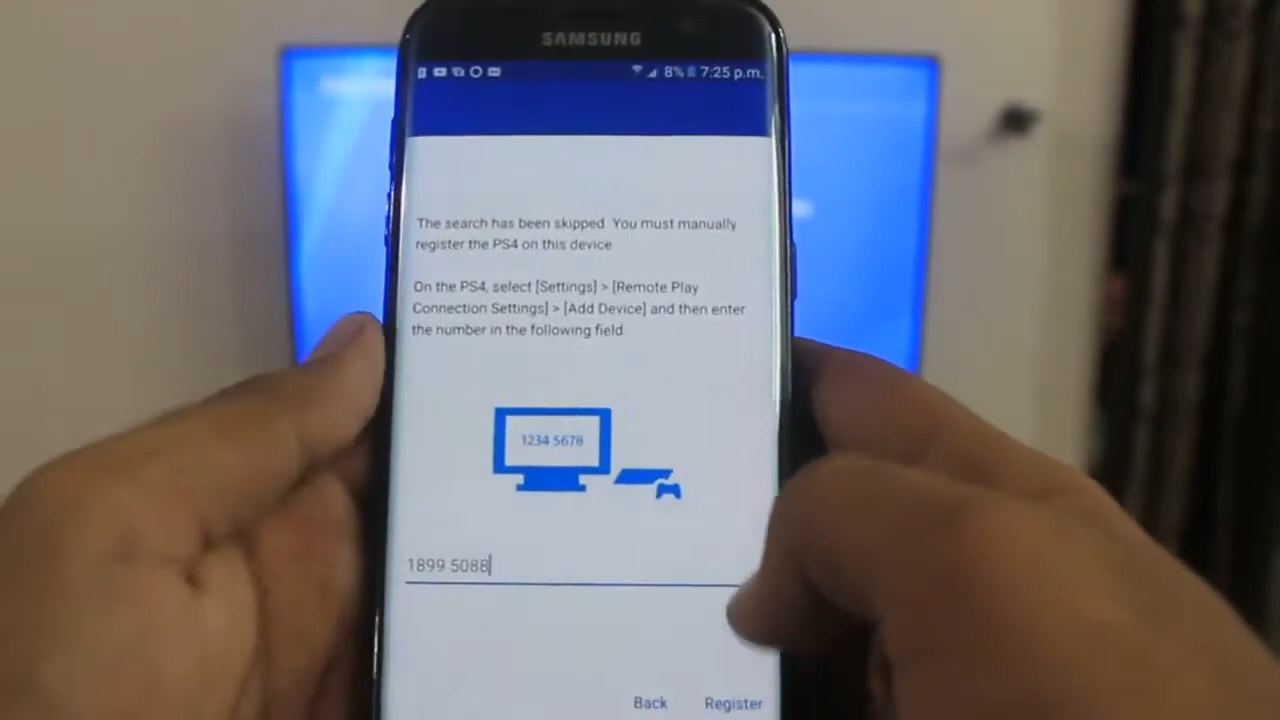 SAMSUNG
8% 7:25 p.m.
The search has been skipped. You must manually
register the PS4 on this device
On the PS4, select [Settings] > [Remote Play
Connection Settings] > [Add Device] and then enter
the number in the following field.
1234 5678
1899 5088
Back Register